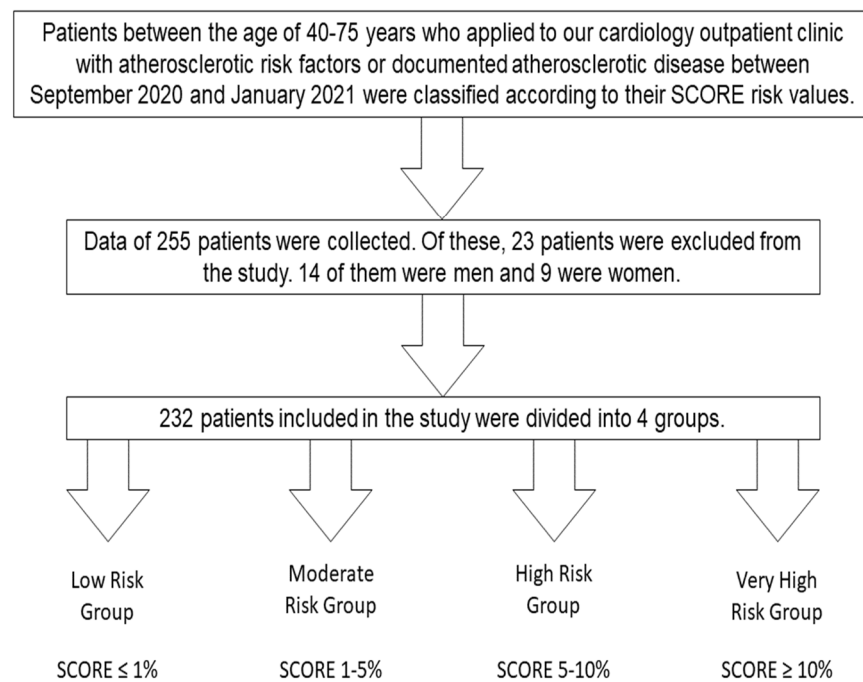 Patients between the age of 40-75 years who applied to our cardiology outpatient clinic
with atherosclerotic risk factors or documented atherosclerotic disease between
September 2020 and January 2021 were classified according to their SCORE risk values.
Data of 255 patients were collected. Of these, 23 patients were excluded from
the study. 14 of them were men and 9 were women.
232 patients included in the study were divided into 4 groups.
Low Risk
Group
SCORE ≤ 1%
Moderate
Risk Group
SCORE 1-5%
High Risk
Group
SCORE 5-10%
Very High
Risk Group
SCORE ≥ 10%